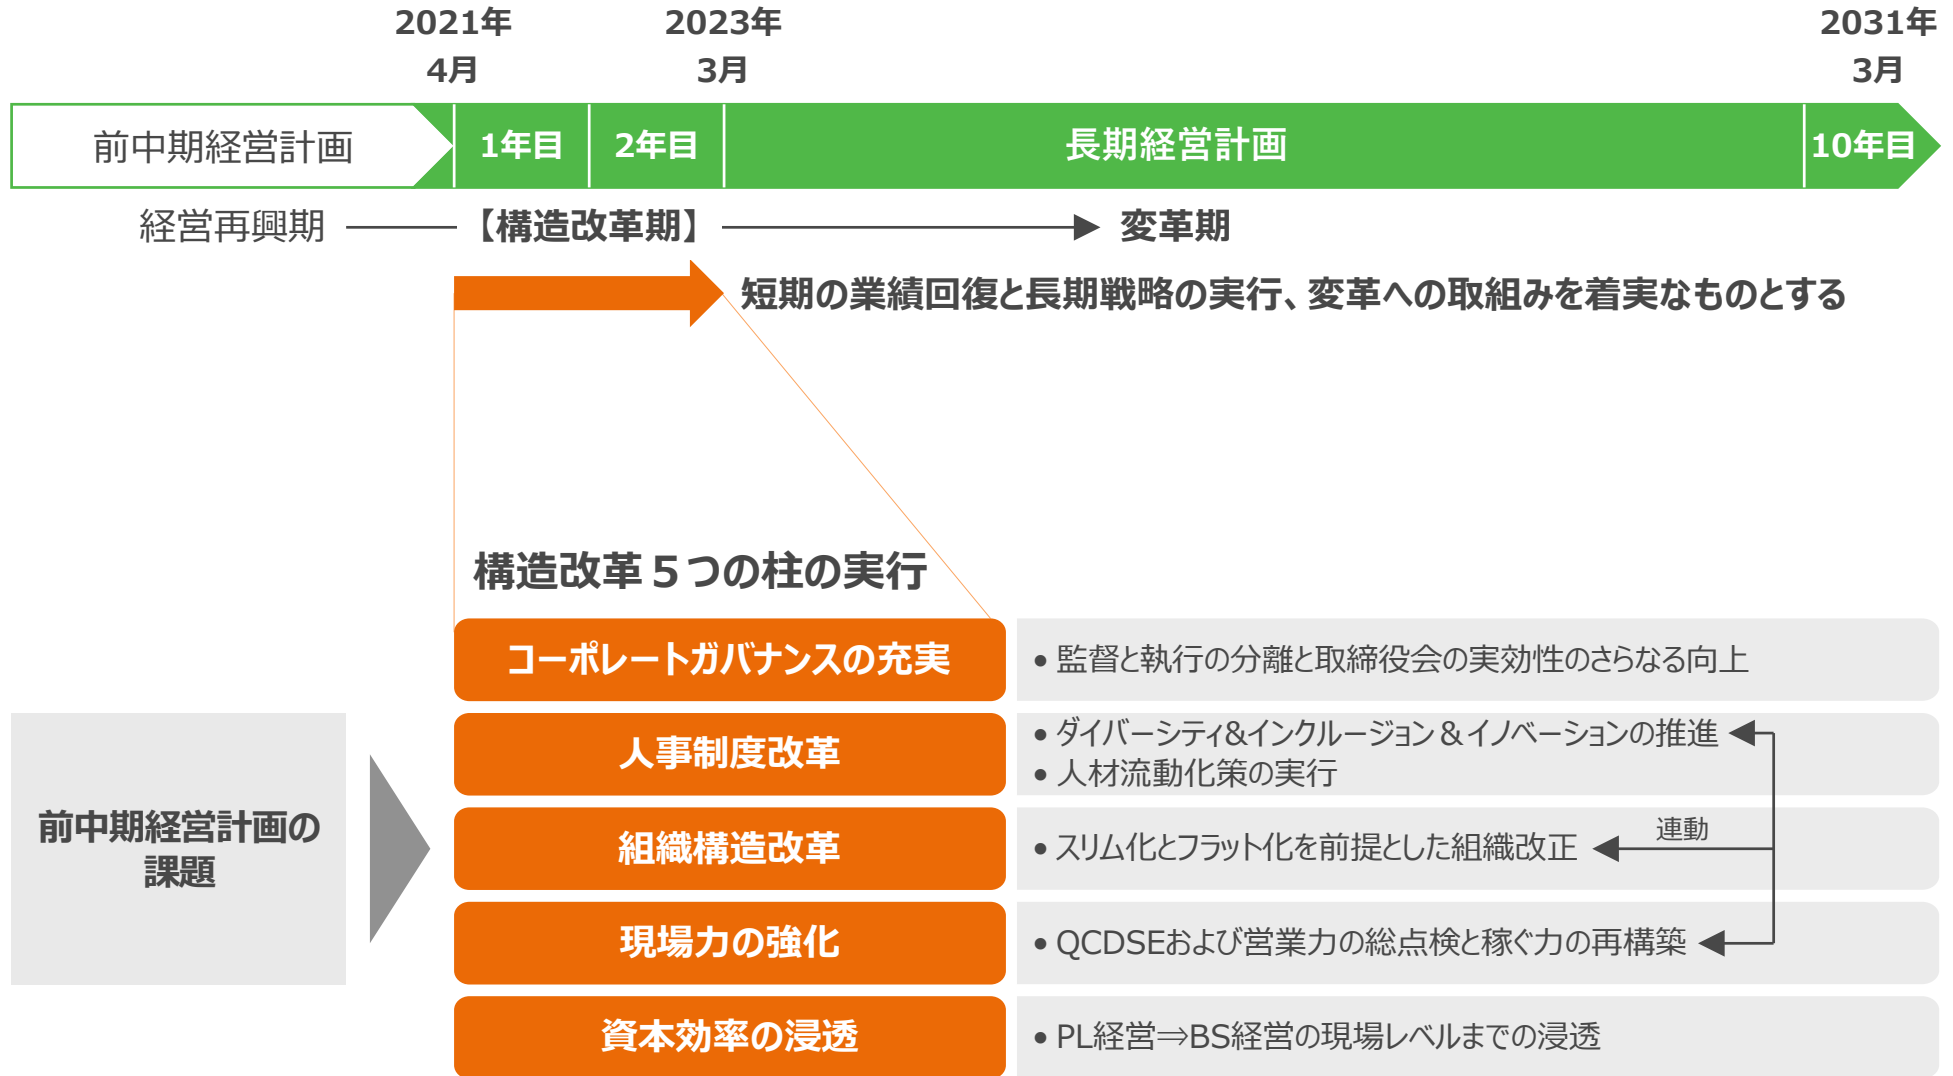 2021年
4月
2023年
3月
2031年
3月
前中期経営計画
1年目
2年目
長期経営計画
10年目
経営再興期
【構造改革期】
変革期
短期の業績回復と長期戦略の実行、変革への取組みを着実なものとする
構造改革5つの柱の実行
前中期経営計画の
課題
コーポレートガバナンスの充実
• 監督と執行の分離と取締役会の実効性のさらなる向上
人事制度改革
• ダイバーシティ&インクルージョン＆イノベーションの推進
• 人材流動化策の実行
組織構造改革
• スリム化とフラット化を前提とした組織改正
連動
現場力の強化
• QCDSEおよび営業力の総点検と稼ぐ力の再構築
資本効率の浸透
• PL経営⇒BS経営の現場レベルまでの浸透